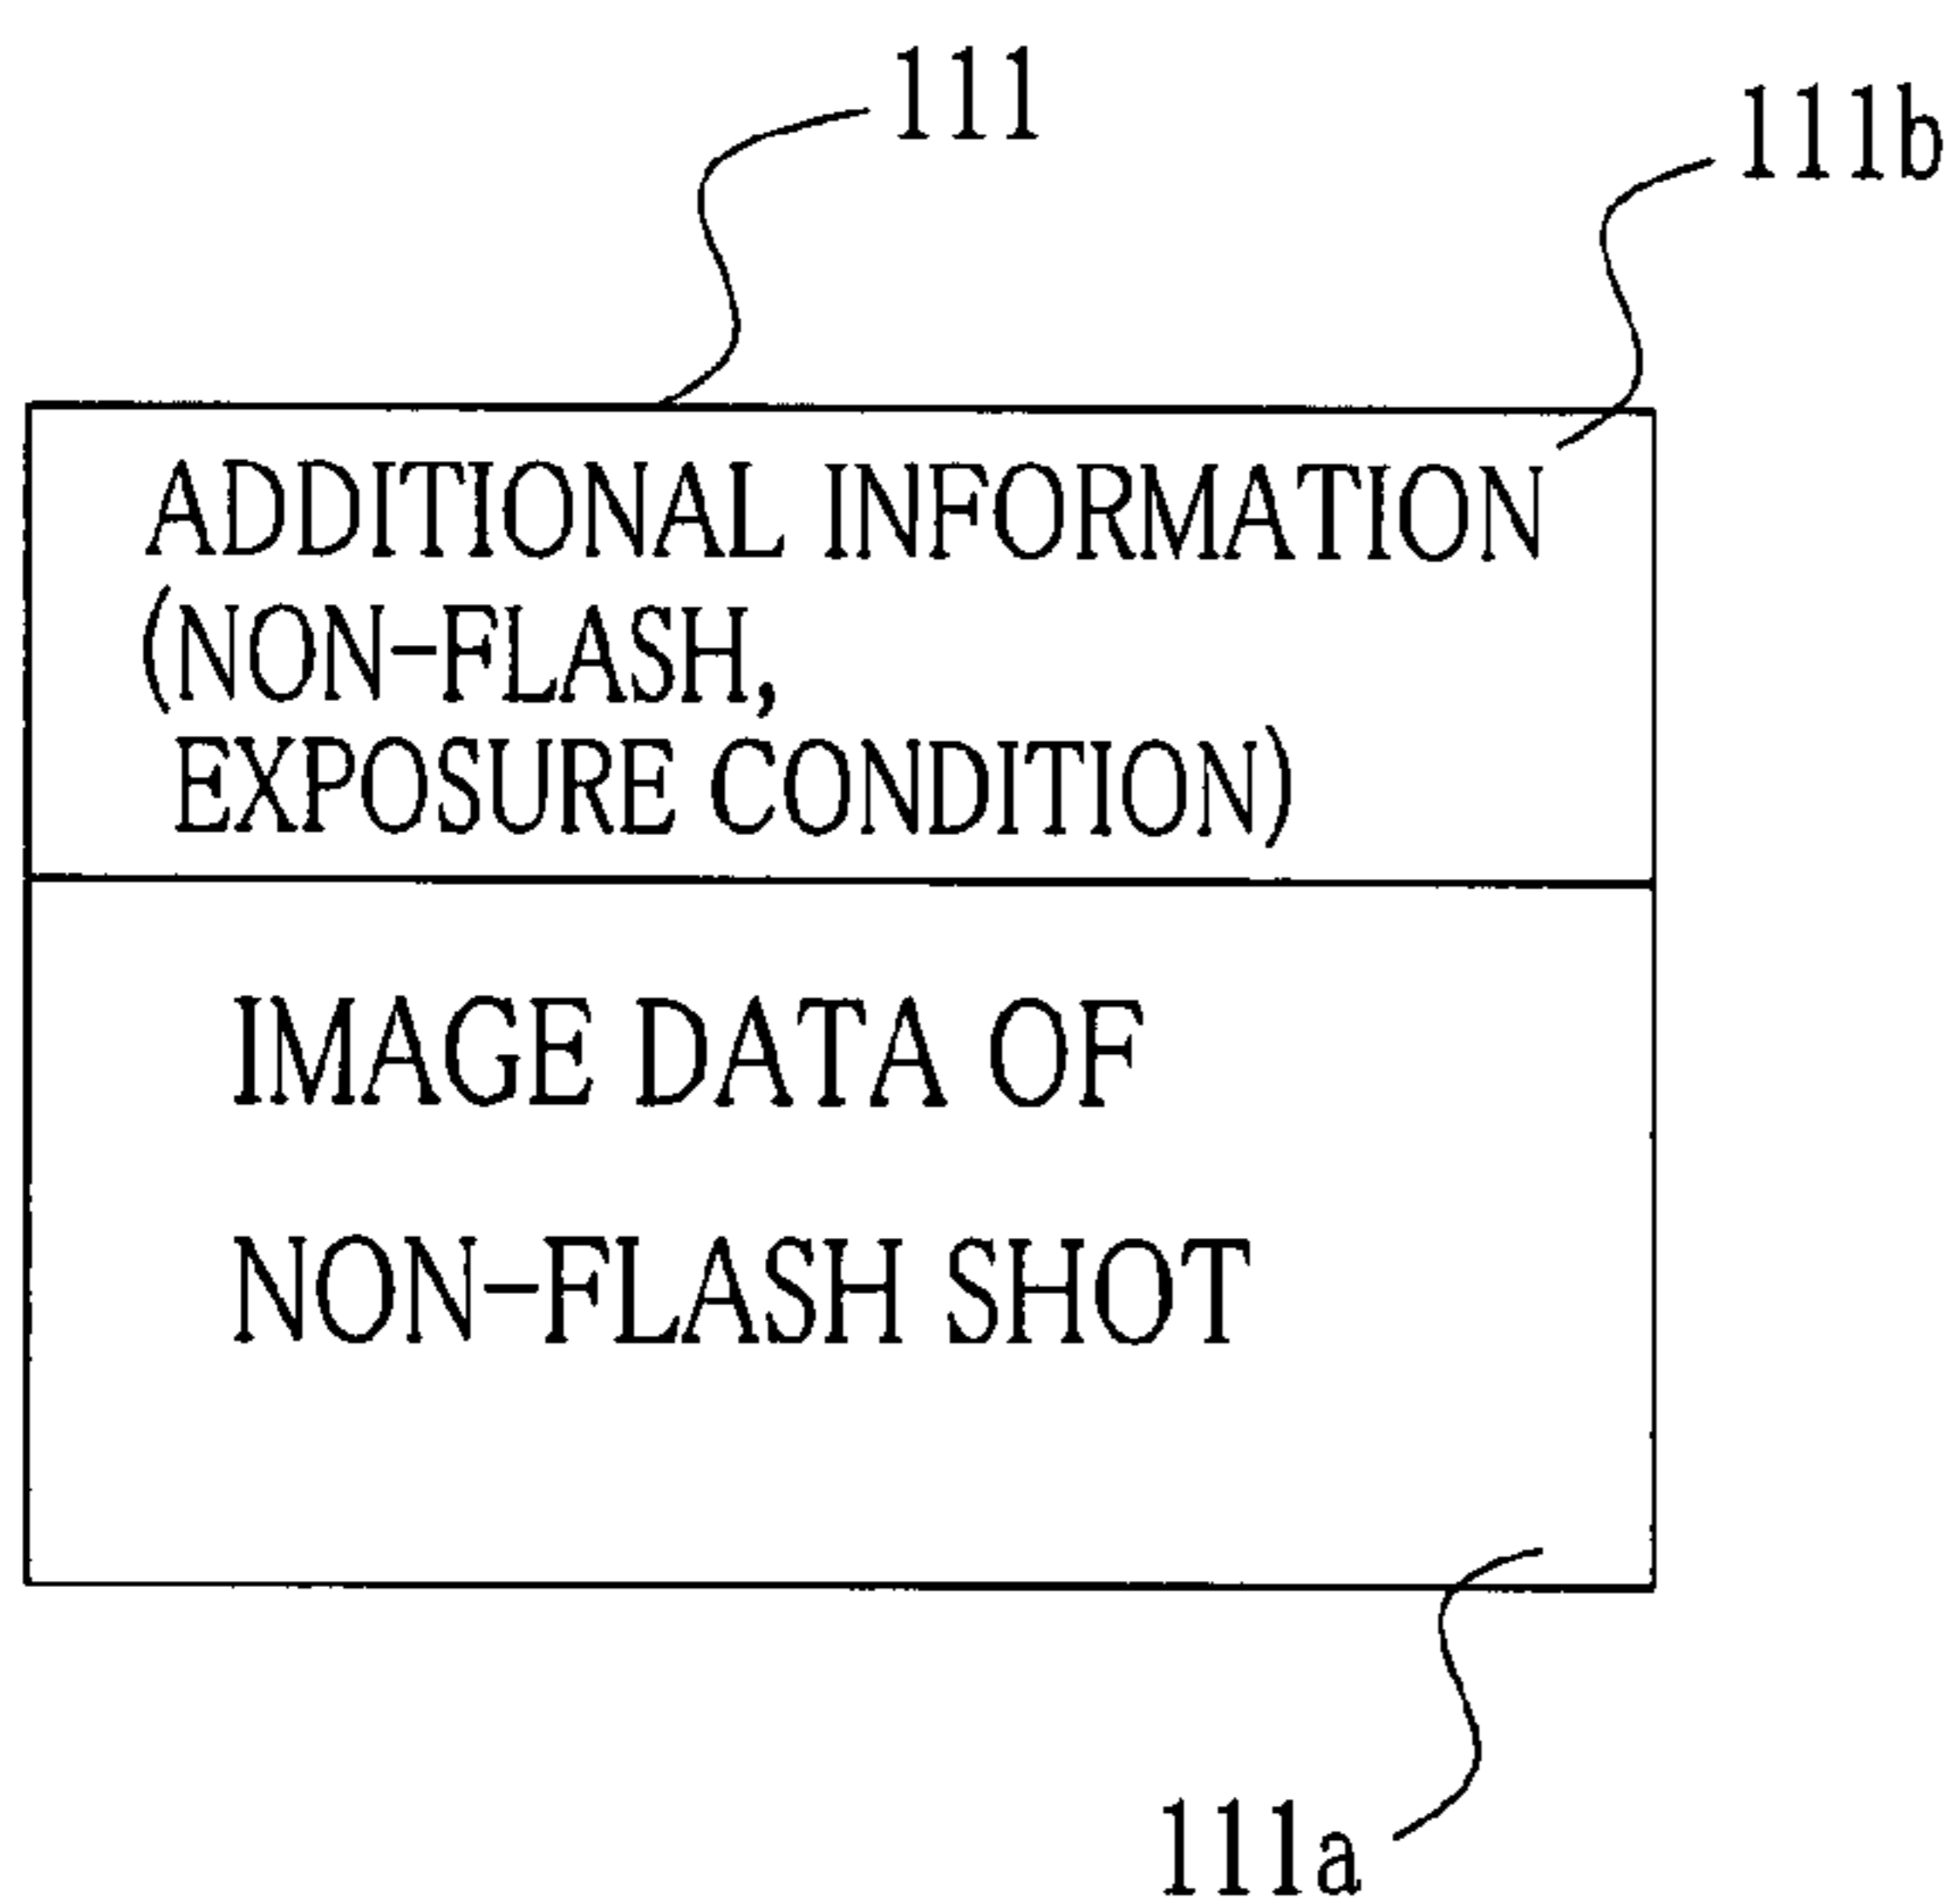 111
111b
ADDITIONAL INFORMATION
(NON-FLASH,
EXPOSURE CONDITION)
IMAGE DATA OF
NON-FLASH SHOT
111a